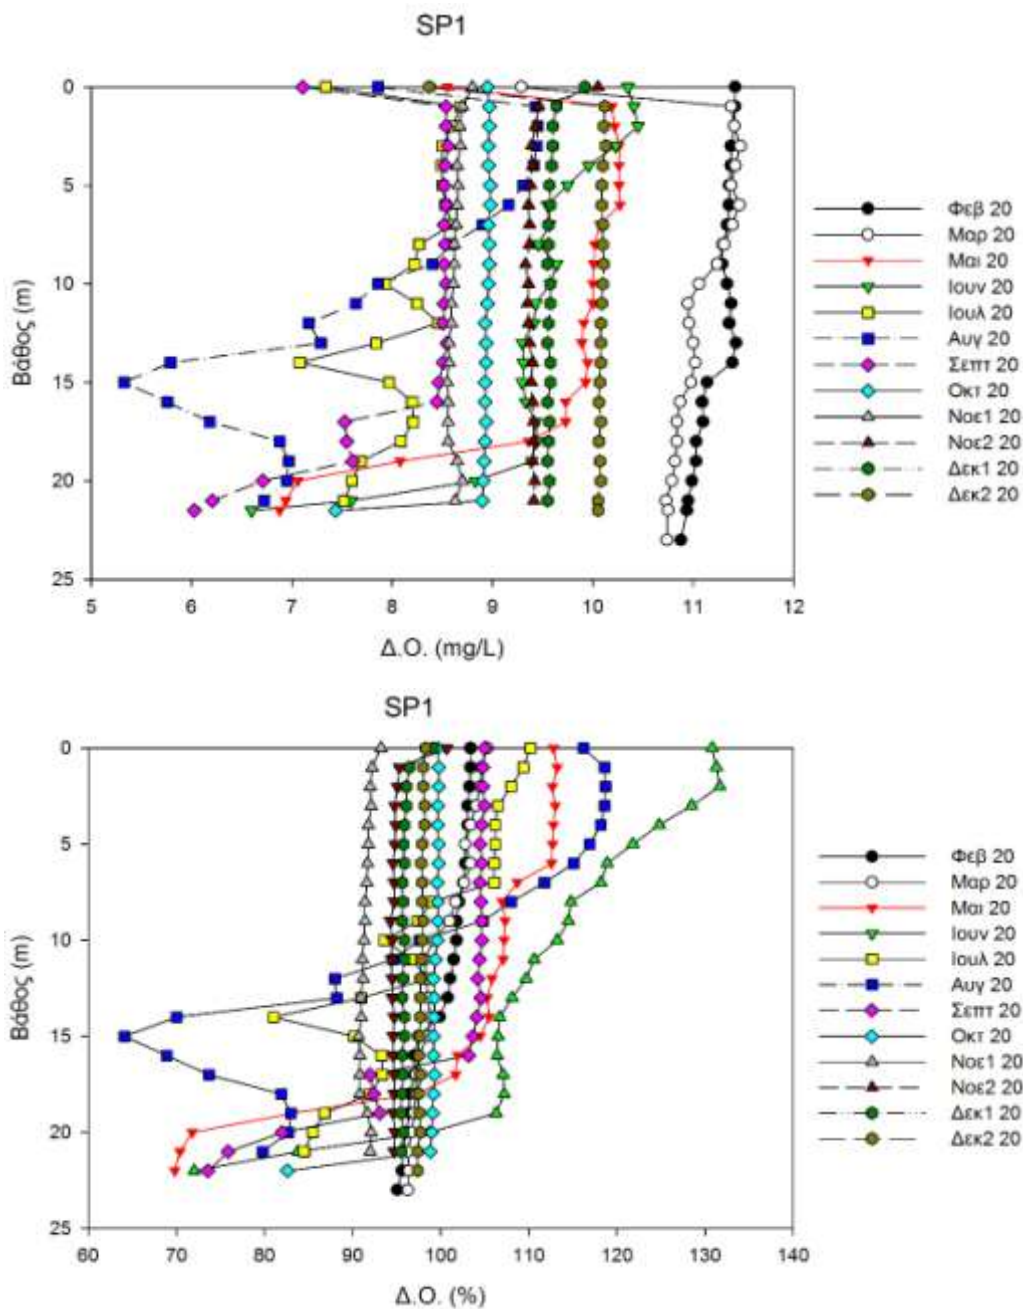 SP1
0
5
10
15
20
25
Βάθος (m)
5 6 7 8 9 10 11 12
Δ.Ο. (mg/L)
Φεβ 20
Μαρ 20
Μαι 20
Ιουν 20
Ιουλ 20
Αυγ 20
Σεπτ 20
Οκτ 20
Νοε1 20
Νοε2 20
Δεκ1 20
Δεκ2 20
SP1
0
5
10
15
20
25
Βάθος (m)
60 70 80 90 100 110 120 130 140
Δ.Ο. (%)
Φεβ 20
Μαρ 20
Μαι 20
Ιουν 20
Ιουλ 20
Αυγ 20
Σεπτ 20
Οκτ 20
Νοε1 20
Νοε2 20
Δεκ1 20
Δεκ2 20